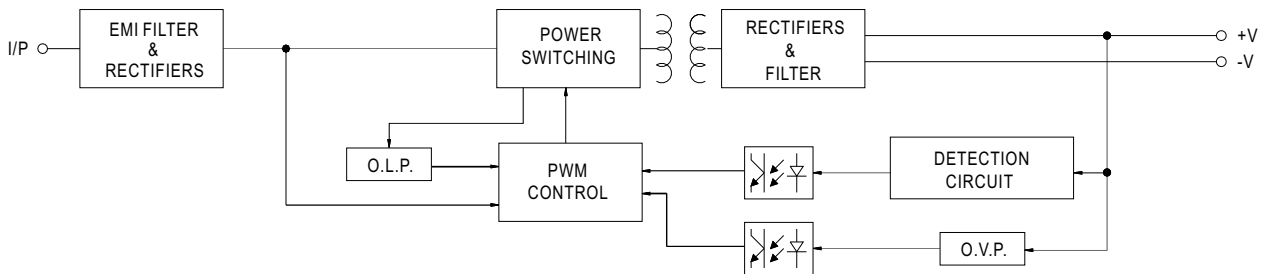 I/P
EMI FILTER
&
RECTIFIERS
POWER
SWITCHING
RECTIFIERS
&
FILTER
+V
-V
O.L.P.
PWM
CONTROL
DETECTION
CIRCUIT
O.V.P.